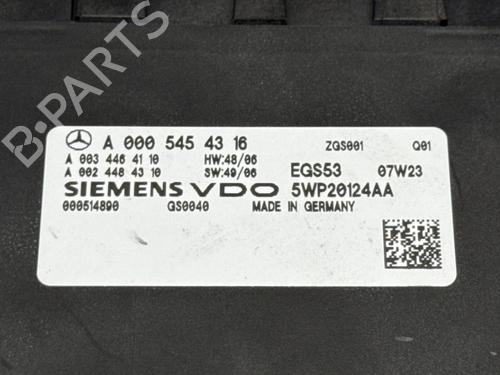 B-PARTS
A 000 545 43 16
ZGS001 Q01
A 003 446 41 10 HW:48/06
A 002 448 43 10 SW:49/06
EGS53 07W23
SIEMENS VDO 5WP20124AA
000514890 GS0040 MADE IN GERMANY